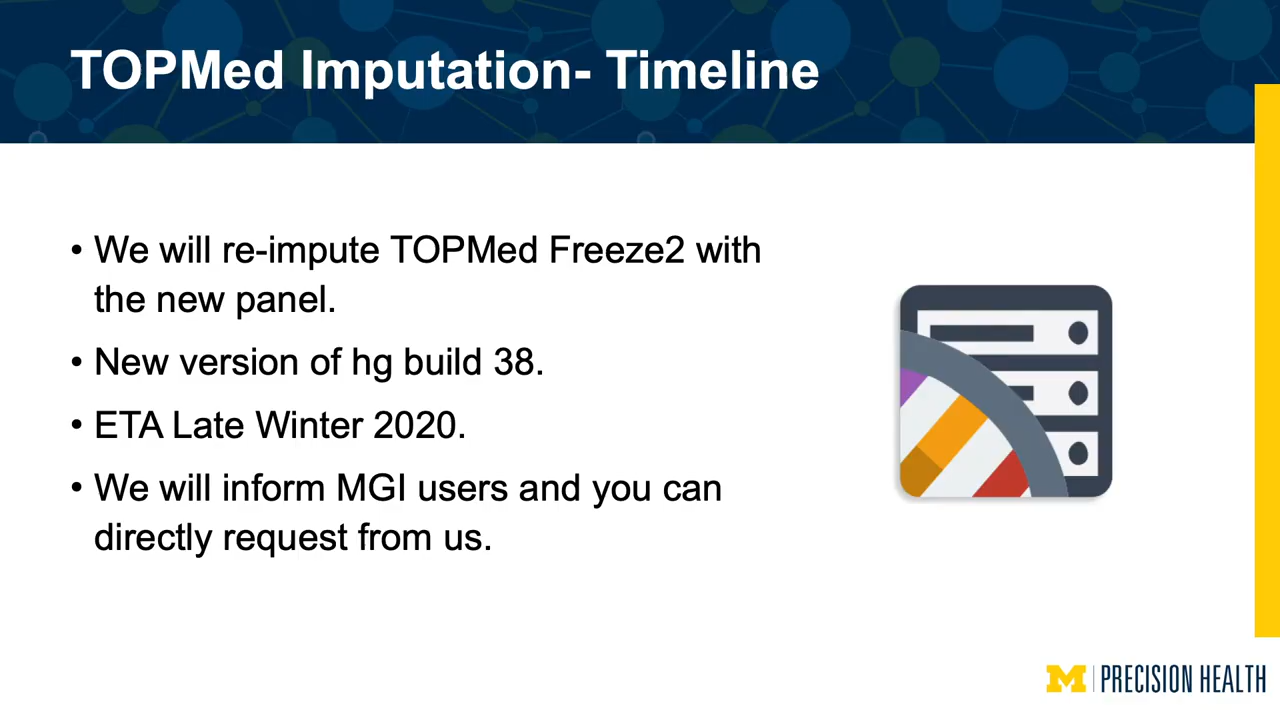 TOPMed Imputation- Timeline
• We will re-impute TOPMed Freeze2 with
the new panel.
• New version of hg build 38.
• ETA Late Winter 2020.
• We will inform MGI users and you can
directly request from us.
M PRECISION HEALTH